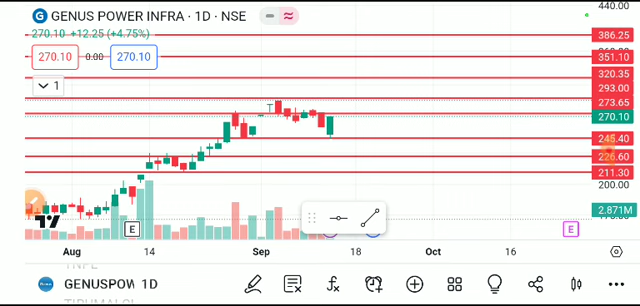 440.00
G GENUS POWER INFRA · 1D · NSE
386.25
270.10 +12.25 (+4.75%)
270.10 0.00 270.10
351.10
320.35
1
293.00
273.65
270.10
245.40
226.60
211.30
200.00
2.871M
E E
Aug 14 Sep 18 Oct 16
GENUSPOW 1D